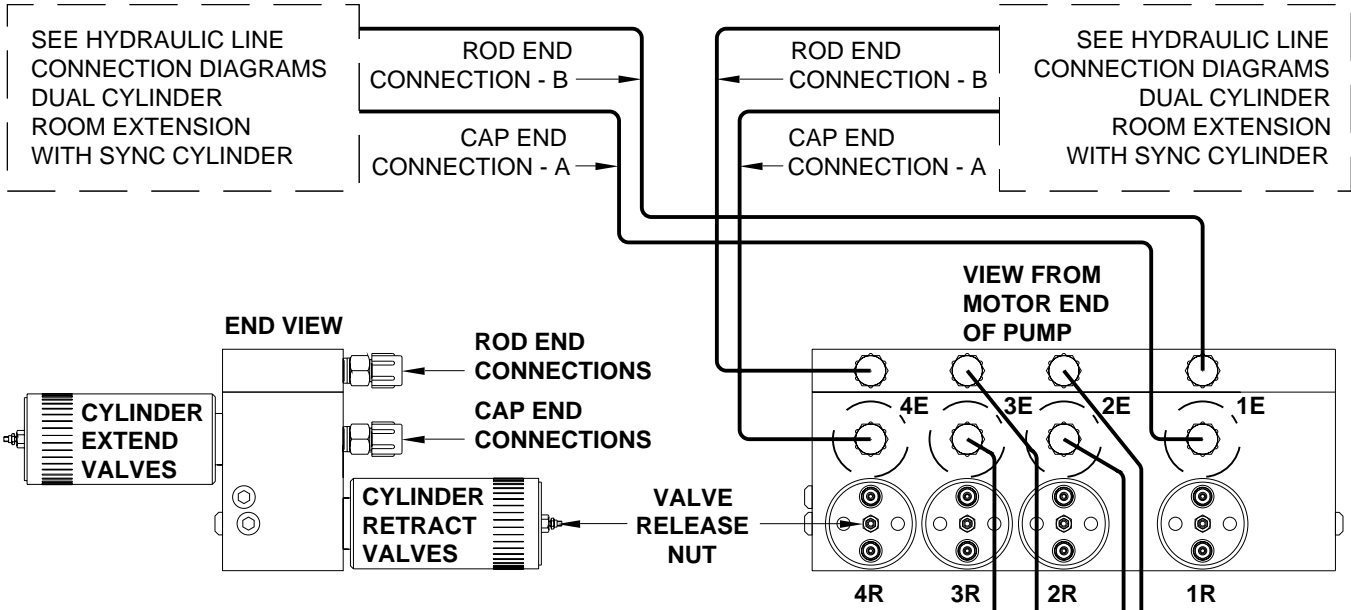 SEE HYDRAULIC LINE
CONNECTION DIAGRAMS
DUAL CYLINDER
ROOM EXTENSION
WITH SYNC CYLINDER
ROD END
CONNECTION - B
CAP END
CONNECTION - A
ROD END
CONNECTION - B
CAP END
CONNECTION - A
SEE HYDRAULIC LINE
CONNECTION DIAGRAMS
DUAL CYLINDER
ROOM EXTENSION
WITH SYNC CYLINDER
END VIEW
ROD END
CONNECTIONS
CAP END
CONNECTIONS
CYLINDER
EXTEND
VALVES
CYLINDER
RETRACT
VALVES
VALVE
RELEASE
NUT
VIEW FROM
MOTOR END
OF PUMP
4E 3E 2E 1E
4R 3R 2R 1R